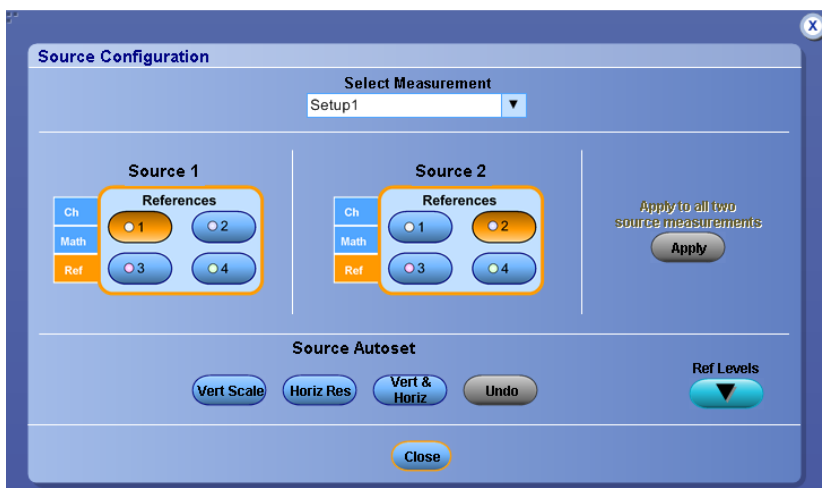 X
Source Configuration
Select Measurement
Setup1
Source 1
Source 2
References
Ch
Math
Ref
1
2
3
4
References
Ch
Math
Ref
1
2
3
4
Apply to all two
source measurements
Apply
Source Autoset
Vert Scale
Horiz Res
Vert &
Horiz
Undo
Ref Levels
Close